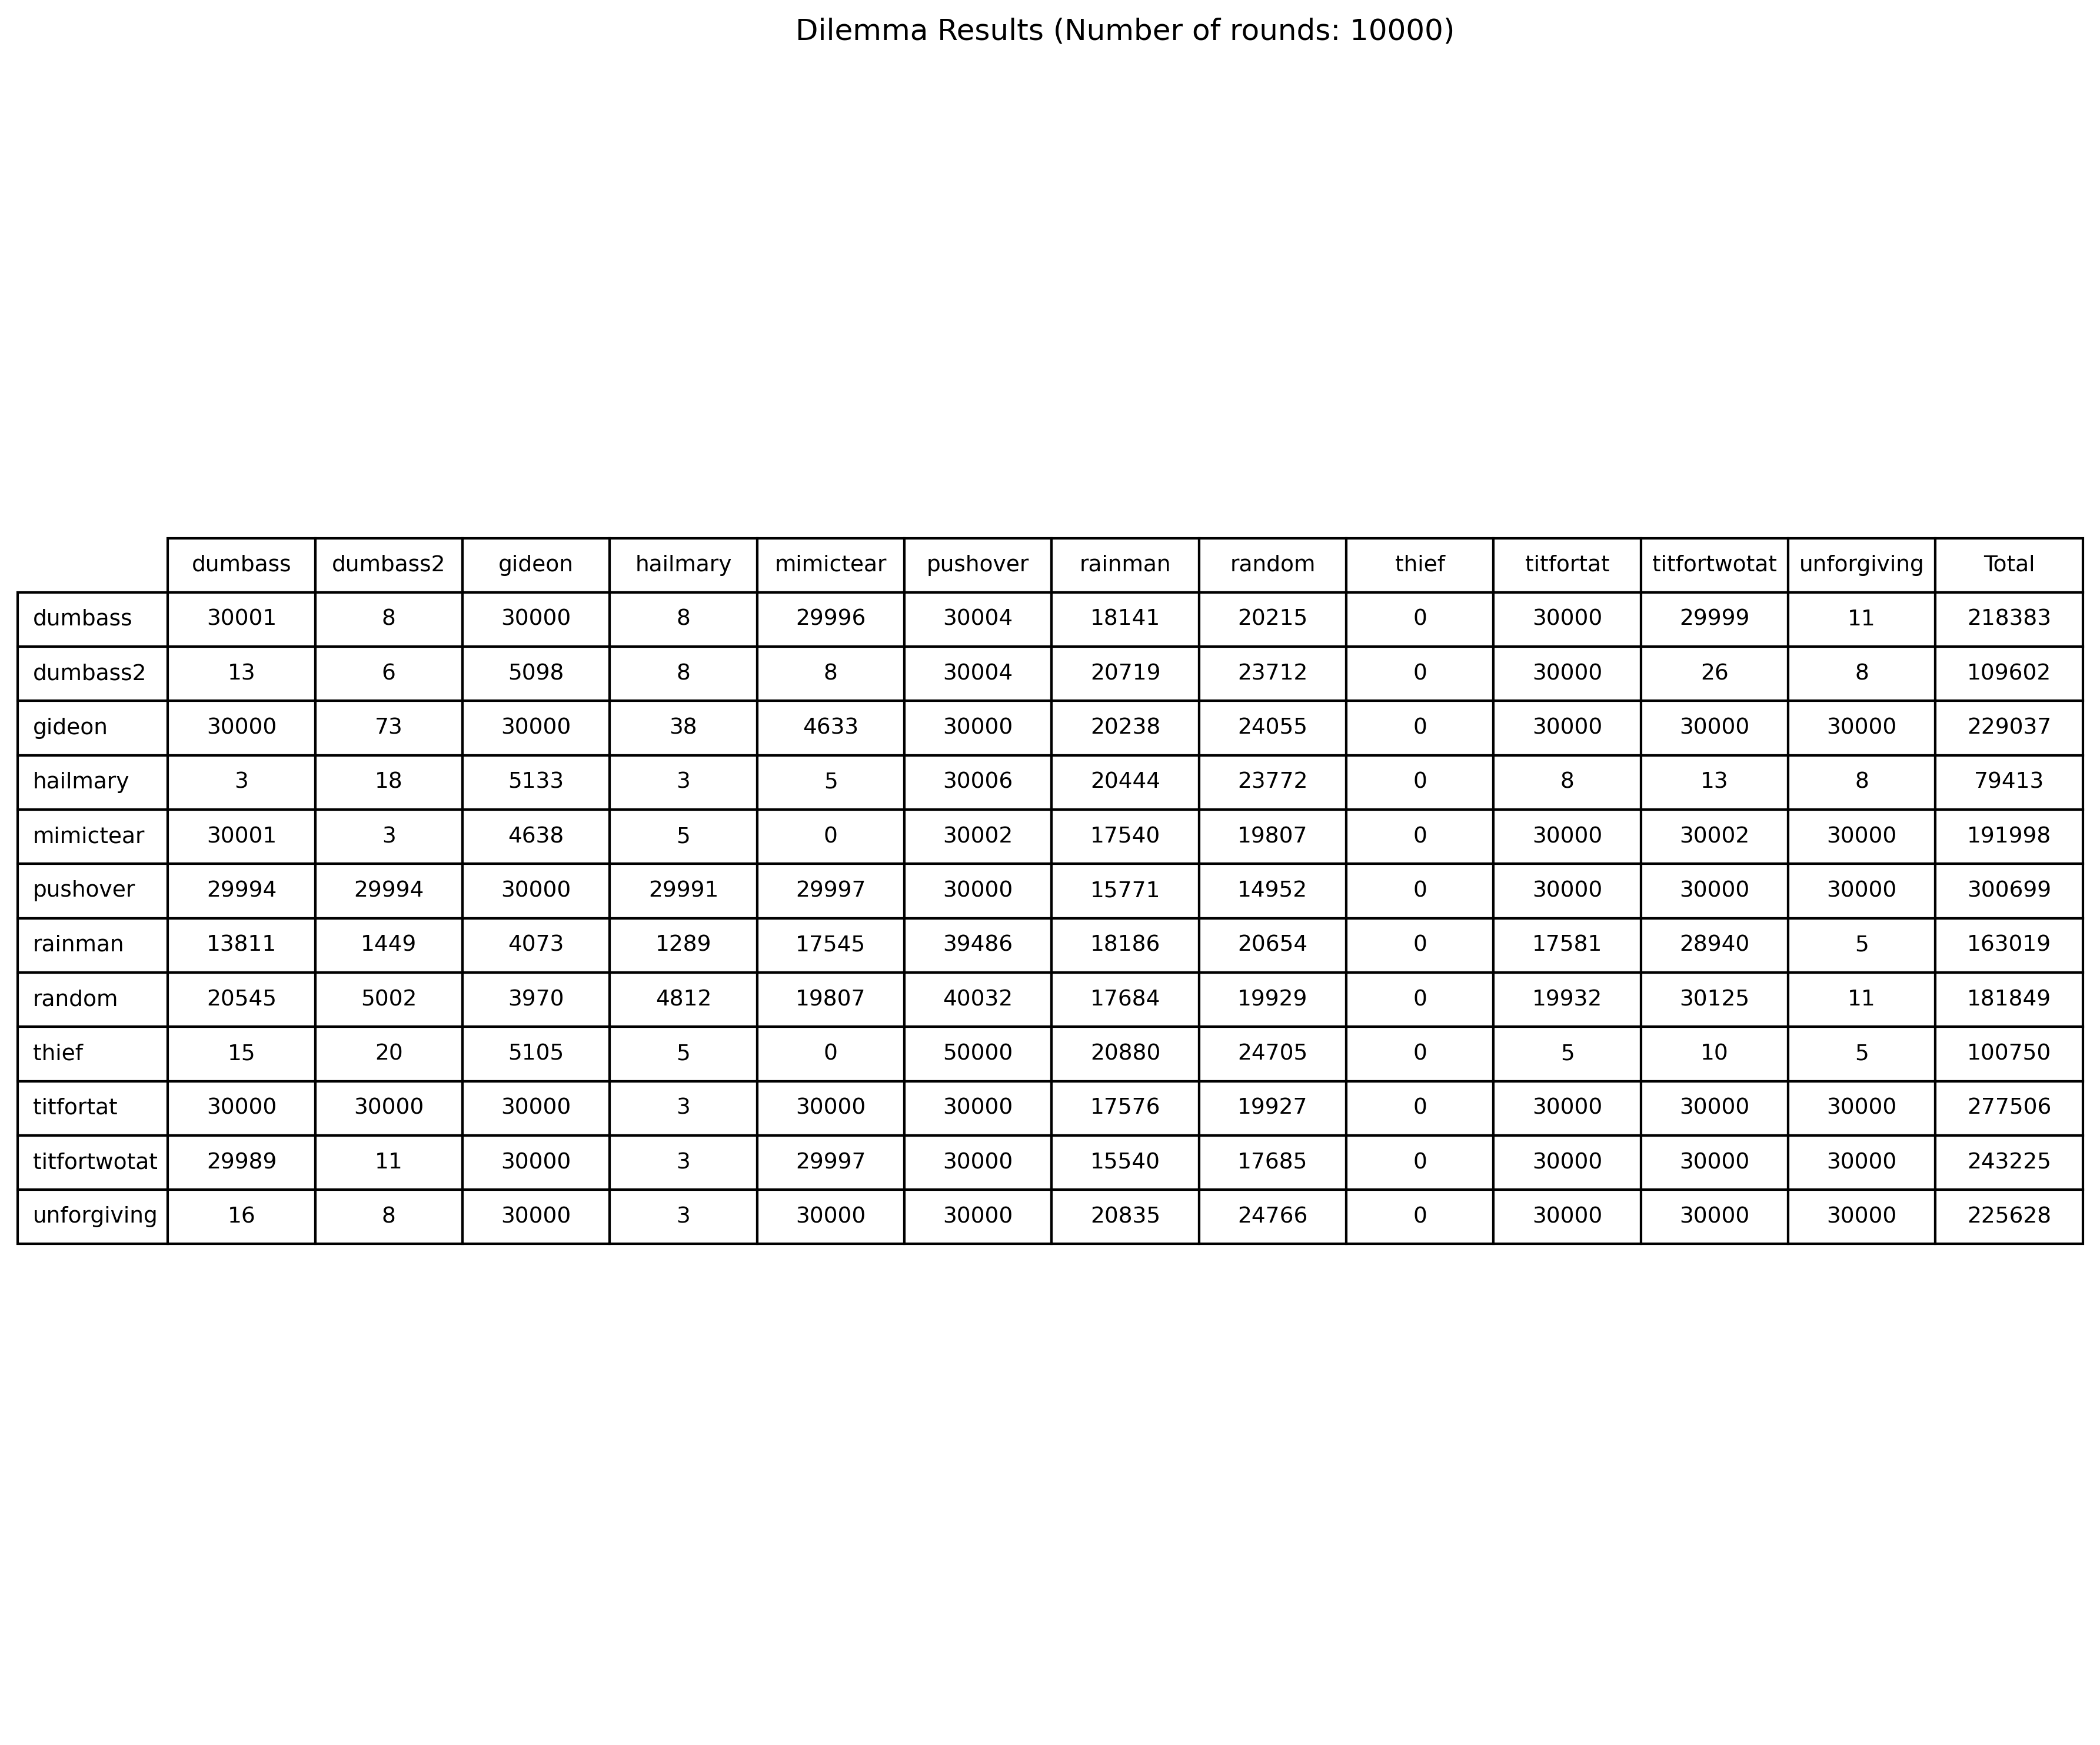 Dilemma Results (Number of rounds: 10000)
dumbass dumbass2 gideon hailmary mimictear pushover rainman random thief titfortat titfortwotat unforgiving Total
dumbass 30001 8 30000 8 29996 30004 18141 20215 0 30000 29999 11 218383
dumbass2 13 6 5098 8 8 30004 20719 23712 0 30000 26 8 109602
gideon 30000 73 30000 38 4633 30000 20238 24055 0 30000 30000 30000 229037
hailmary 3 18 5133 3 5 30006 20444 23772 0 8 13 8 79413
mimictear 30001 3 4638 5 0 30002 17540 19807 0 30000 30002 30000 191998
pushover 29994 29994 30000 29991 29997 30000 15771 14952 0 30000 30000 30000 300699
rainman 13811 1449 4073 1289 17545 39486 18186 20654 0 17581 28940 5 163019
random 20545 5002 3970 4812 19807 40032 17684 19929 0 19932 30125 11 181849
thief 15 20 5105 5 0 50000 20880 24705 0 5 10 5 100750
titfortat 30000 30000 30000 3 30000 30000 17576 19927 0 30000 30000 30000 277506
titfortwotat 29989 11 30000 3 29997 30000 15540 17685 0 30000 30000 30000 243225
unforgiving 16 8 30000 3 30000 30000 20835 24766 0 30000 30000 30000 225628